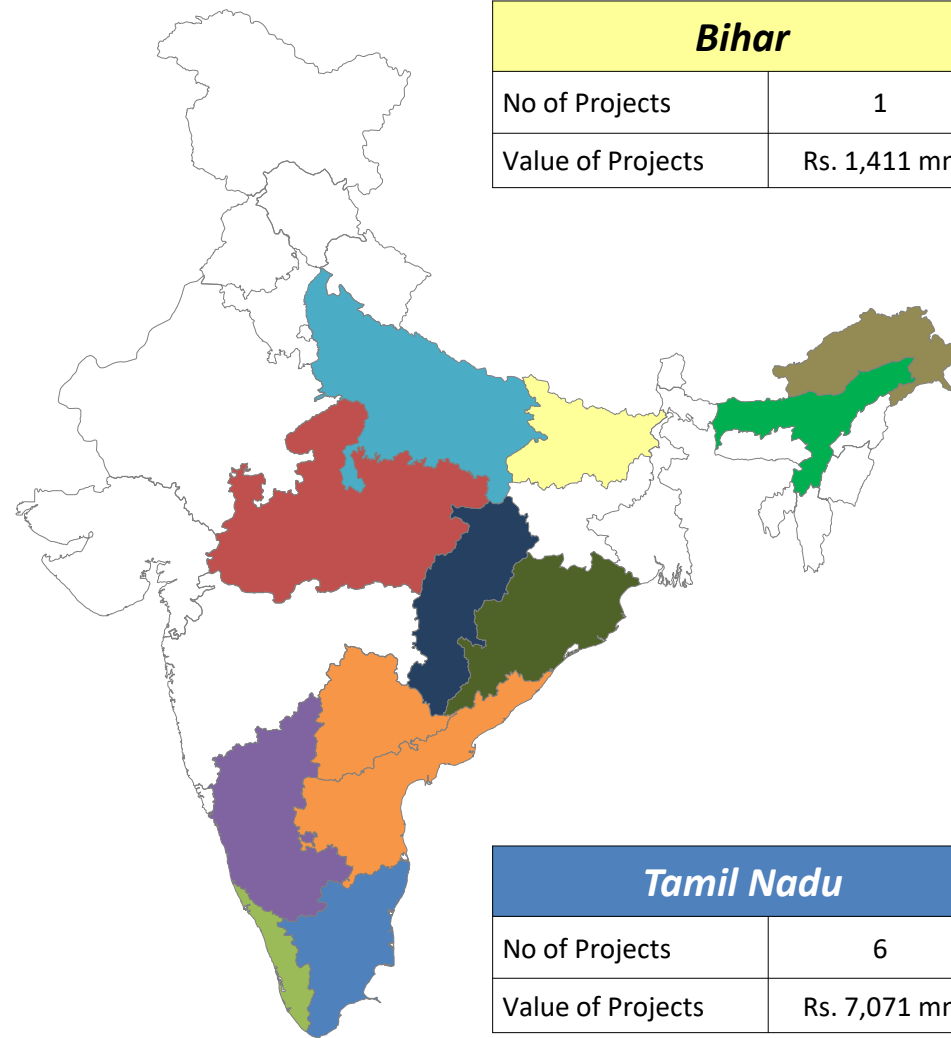 Bihar
No of Projects 1
Value of Projects Rs. 1,411 mn
Tamil Nadu
No of Projects 6
Value of Projects Rs. 7,071 mn